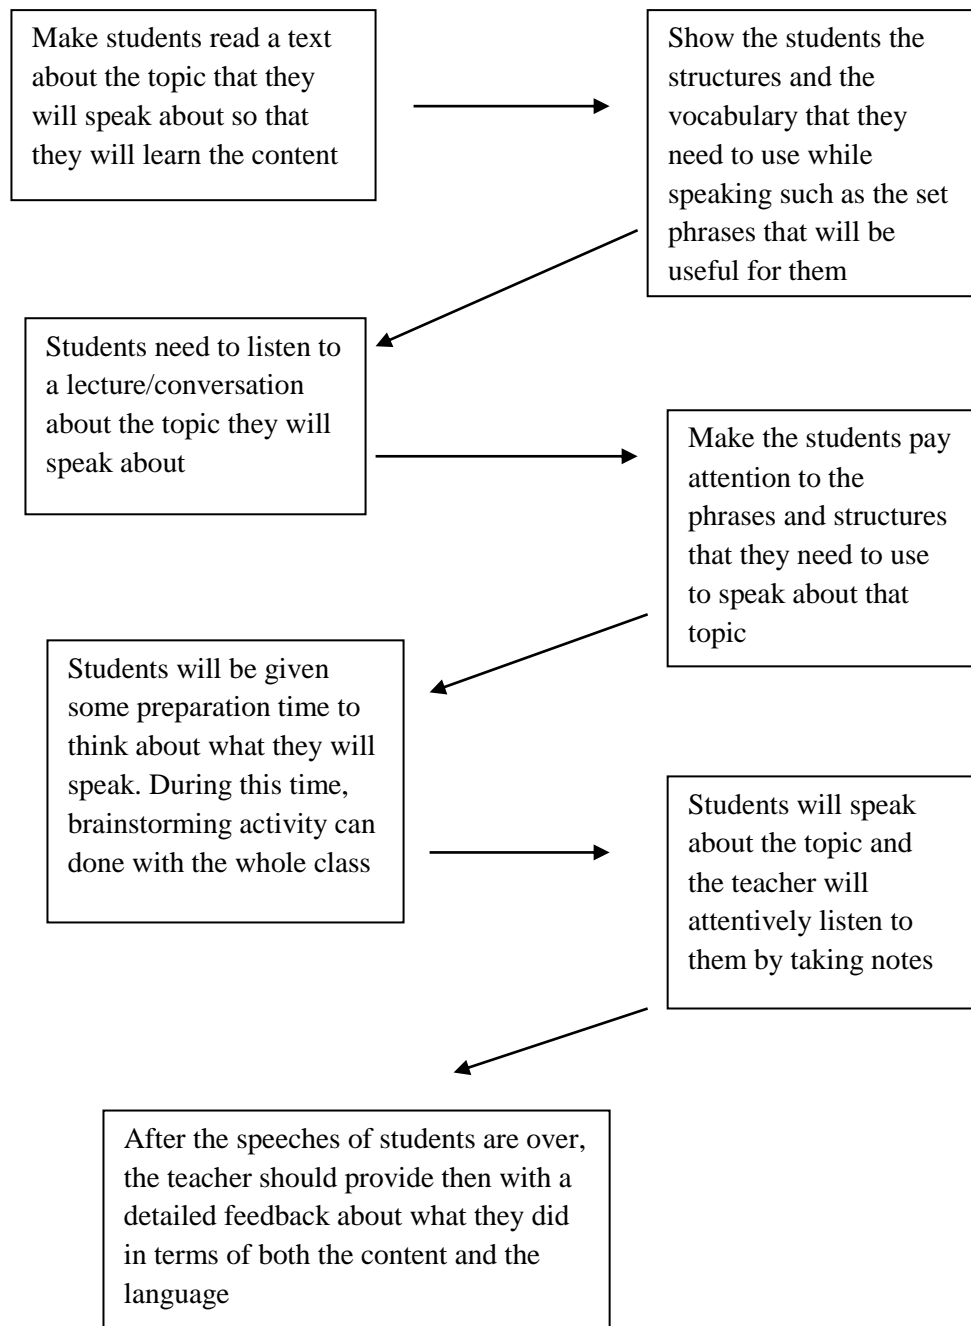 Make students read a text
about the topic that they
will speak about so that
they will learn the content
Show the students the
structures and the
vocabulary that they
need to use while
speaking such as the set
phrases that will be
useful for them
Students need to listen to
a lecture/conversation
about the topic they will
speak about
Make the students pay
attention to the
phrases and structures
that they need to use
to speak about that
topic
Students will be given
some preparation time to
think about what they will
speak. During this time,
brainstorming activity can
done with the whole class
Students will speak
about the topic and
the teacher will
attentively listen to
them by taking notes
After the speeches of students are over,
the teacher should provide then with a
detailed feedback about what they did
in terms of both the content and the
language